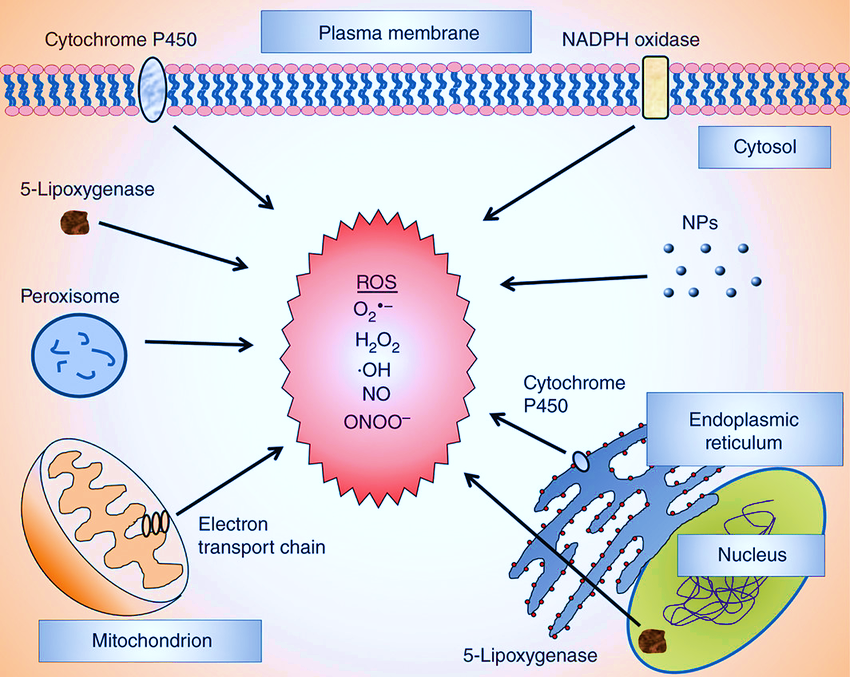 Cytochrome P450
Plasma membrane
NADPH oxidase
Cytosol
5-Lipoxygenase
NPs
Peroxisome
ROS
O₂•–
H₂O₂
·OH
NO
ONOO–
Cytochrome
P450
Endoplasmic
reticulum
Electron
transport chain
Nucleus
Mitochondrion
5-Lipoxygenase